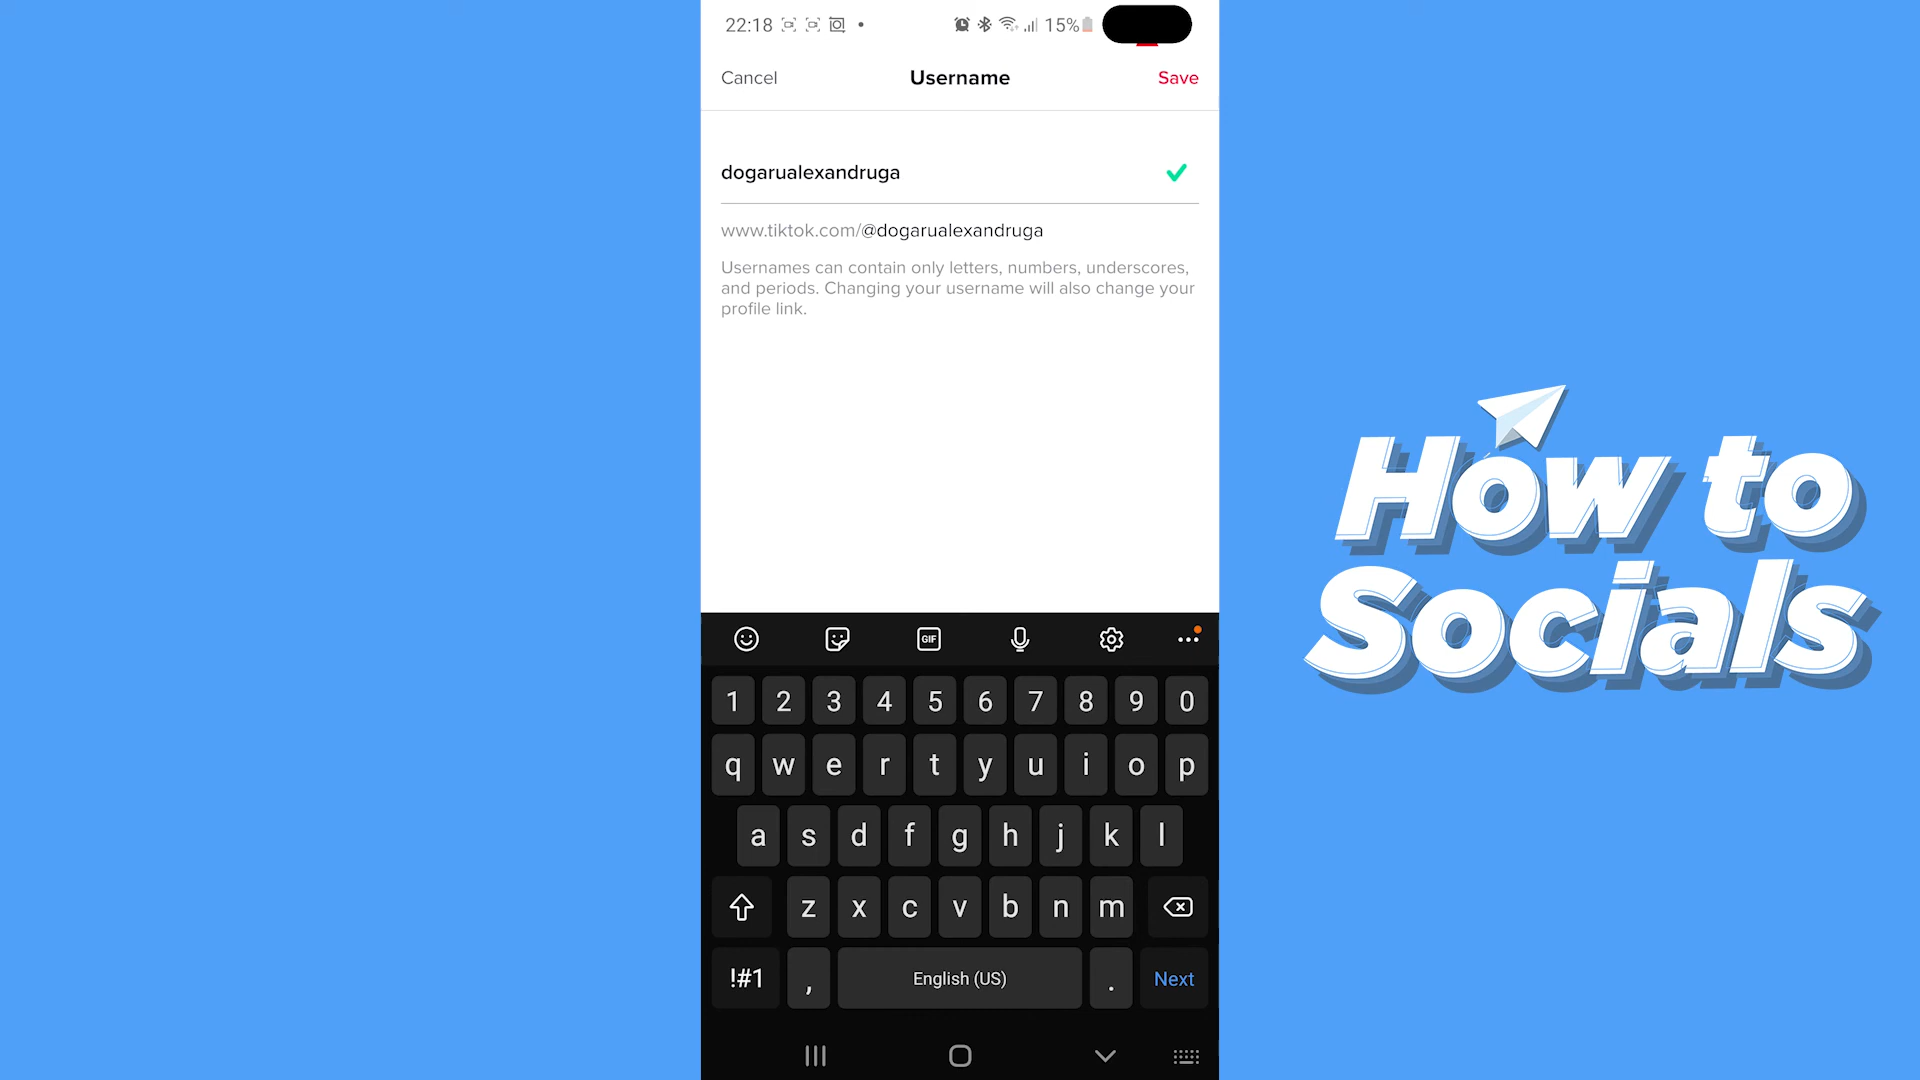 22:18 15%
Cancel Username Save
dogarualexandruga
www.tiktok.com/@dogarualexandruga
Usernames can contain only letters, numbers, underscores,
and periods. Changing your username will also change your
profile link.
How to
Socials
GIF
1 2 3 4 5 6 7 8 9 0
q w e r t y u i o p
a s d f g h j k l
z x c v b n m
!#1 , English (US) . Next